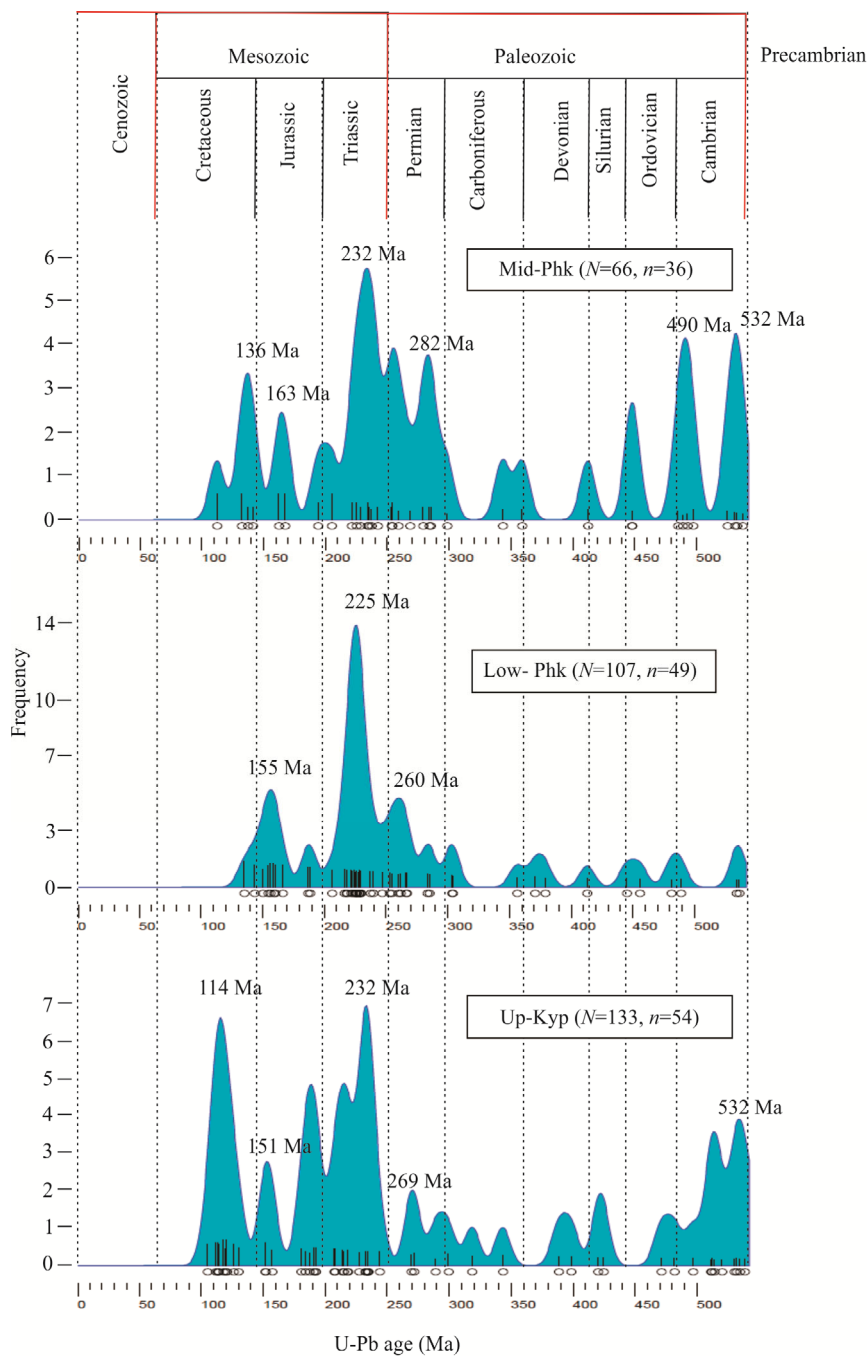 Mesozoic
Paleozoic
Precambrian
Cenozoic
Cretaceous
Jurassic
Triassic
Permian
Carboniferous
Devonian
Silurian
Ordovician
Cambrian
Mid-Phk (N=66, n=36)
6
5
4
3
2
1
0
136 Ma
163 Ma
232 Ma
282 Ma
490 Ma
532 Ma
0 50 100 150 200 250 300 350 400 450 500
Frequency
Low- Phk (N=107, n=49)
14
10
7
3
0
155 Ma
225 Ma
260 Ma
0 50 100 150 200 250 300 350 400 450 500
Up-Kyp (N=133, n=54)
7
6
5
4
3
2
1
0
114 Ma
151 Ma
232 Ma
269 Ma
532 Ma
0 50 100 150 200 250 300 350 400 450 500
U-Pb age (Ma)